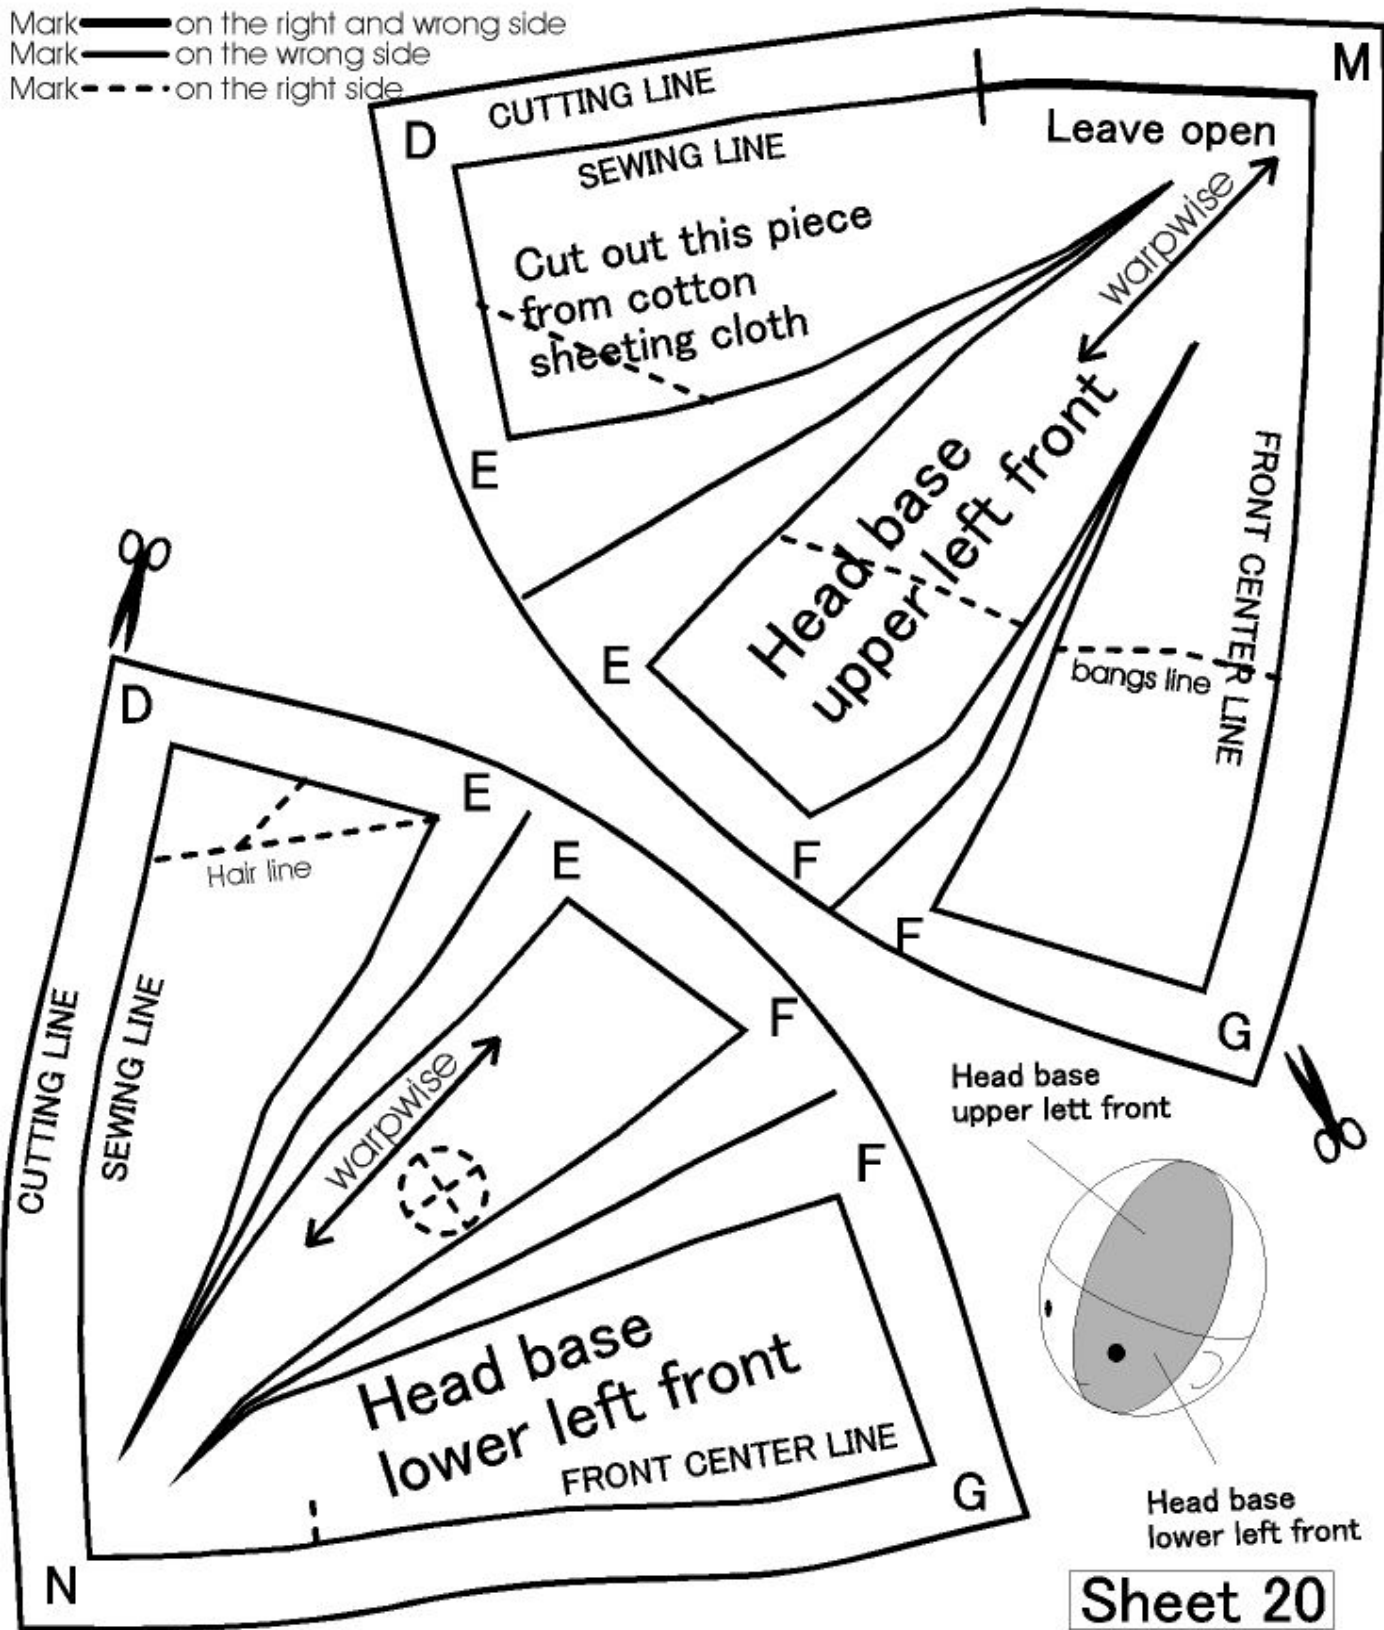 Mark on the right and wrong side
Mark on the wrong side
Mark on the right side
M
D
CUTTING LINE
SEWING LINE
Leave open
warpwise
Cut out this piece
from cotton
sheeting cloth
E
Head base
upper left front
FRONT CENTER LINE
E
bangs line
F
F
G
D
E
E
Hair line
F
CUTTING LINE
SEWING LINE
warpwise
F
Head base
lower left front
FRONT CENTER LINE
G
N
Head base
upper lett front
Head base
lower left front
Sheet 20